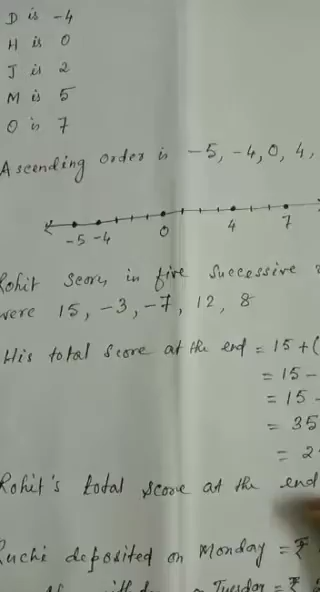 D is -4
H is 0
J is 2
M is 5
O is 7
Ascending order is -5, -4, 0, 4,
-5 -4 0 4 7
Rohit Scores in five Successive
were 15, -3, -7, 12, 8
His total Score at the end = 15 + (
= 15 -
= 15 -
= 35
= 2
Rohit's total score at the end
Ruchi deposited on Monday = ₹
Tuesday = ₹